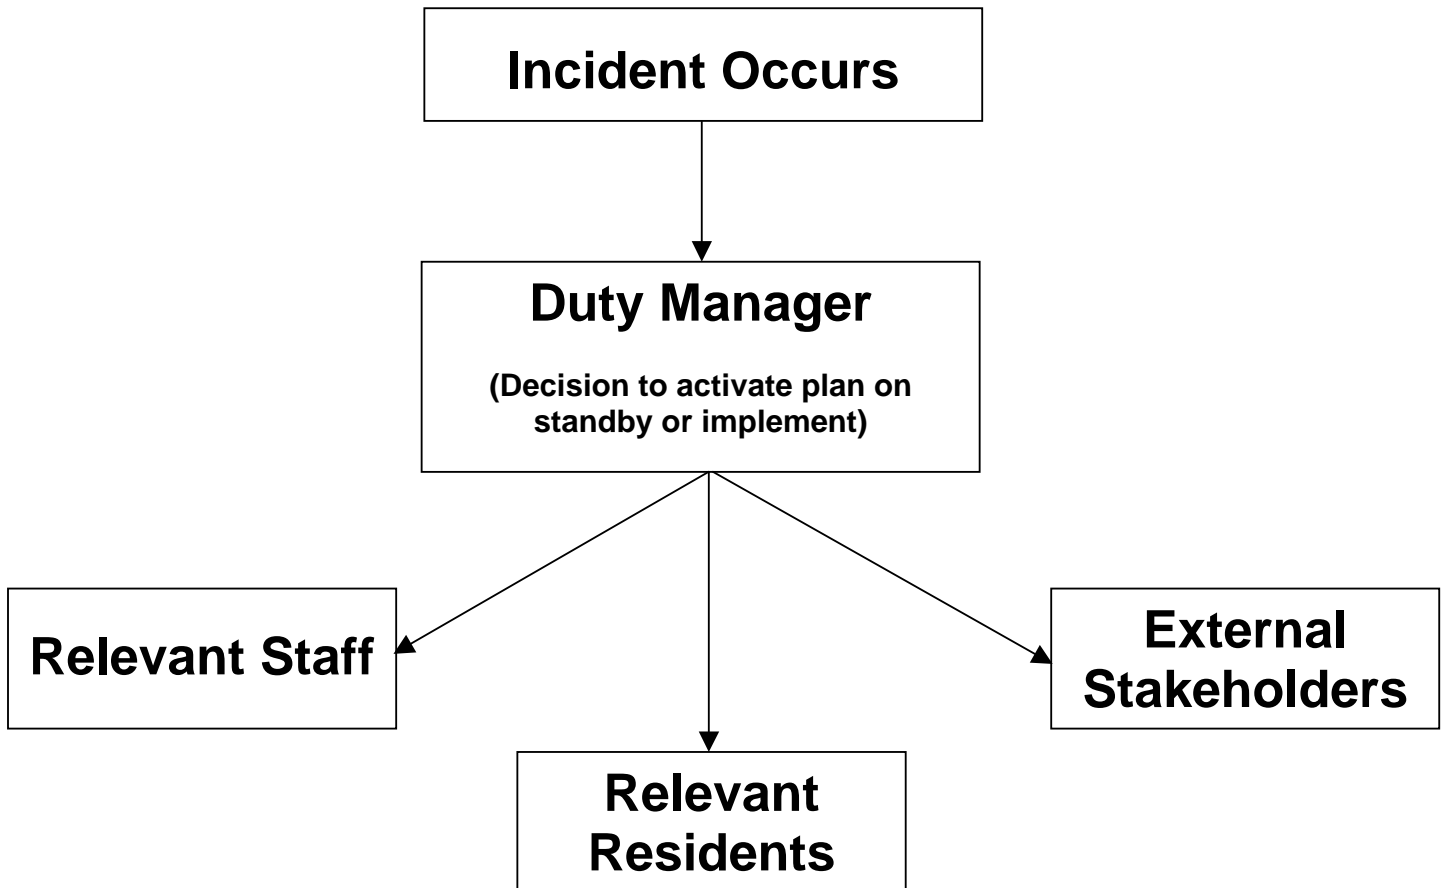 Incident Occurs
Duty Manager
(Decision to activate plan on
standby or implement)
Relevant Staff
External
Stakeholders
Relevant
Residents